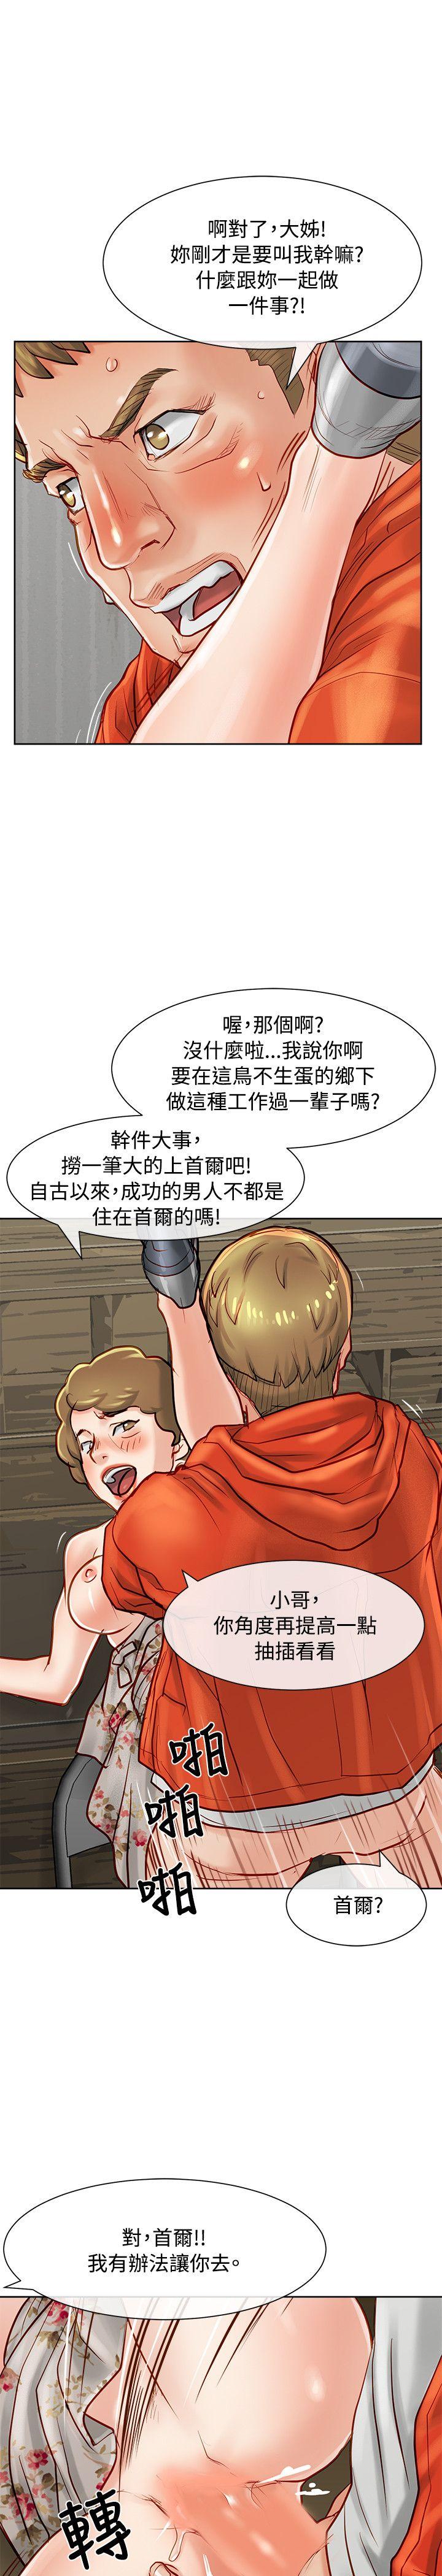 啊對了，大姊!
妳剛才是要叫我幹嘛?
什麼跟妳一起做
一件事?!
喔，那個啊?
沒什麼啦...我說你啊
要在這鳥不生蛋的鄉下
做這種工作過一輩子嗎?
幹件大事，
撈一筆大的上首爾吧!
自古以來，成功的男人不都是
住在首爾的嗎!
小哥，
你角度再提高一點
抽插看看
啪
啪
啪
首爾?
對，首爾!!
我有辦法讓你去。
轉